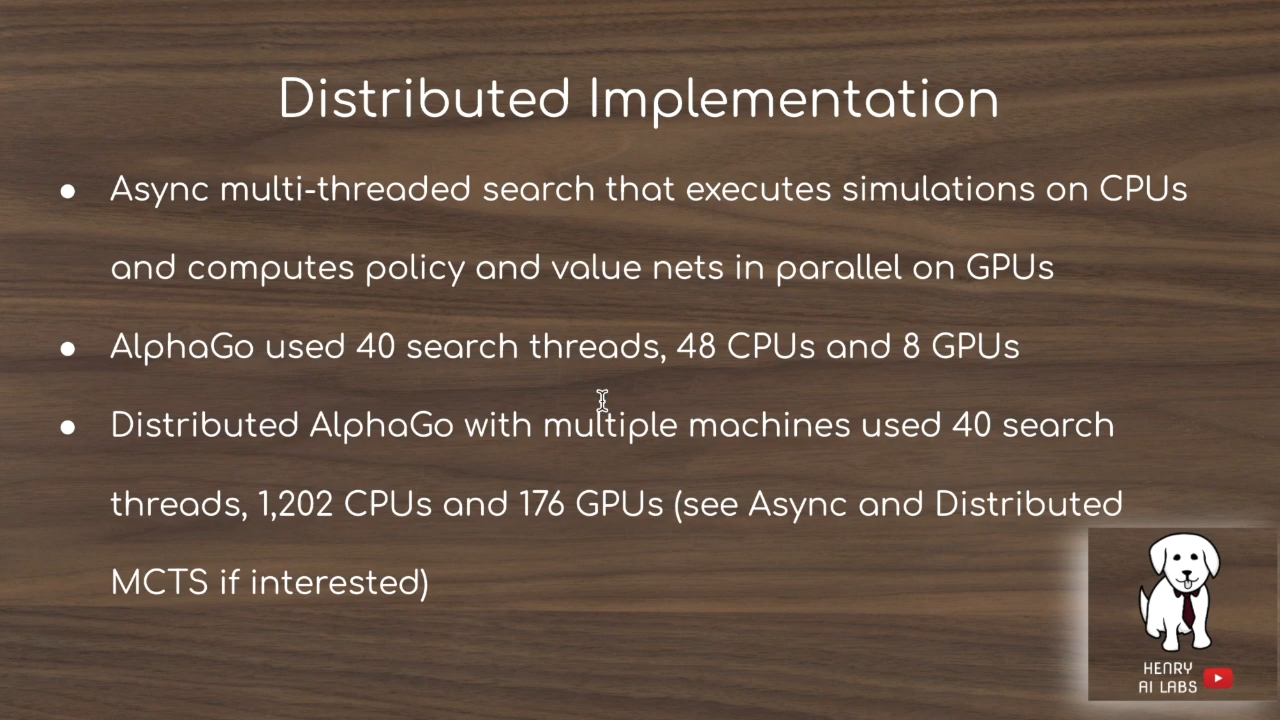 Distributed Implementation
● Async multi-threaded search that executes simulations on CPUs
and computes policy and value nets in parallel on GPUs
● AlphaGo used 40 search threads, 48 CPUs and 8 GPUs
● Distributed AlphaGo with multiple machines used 40 search
threads, 1,202 CPUs and 176 GPUs (see Async and Distributed
MCTS if interested)
HENRY
AI LABS